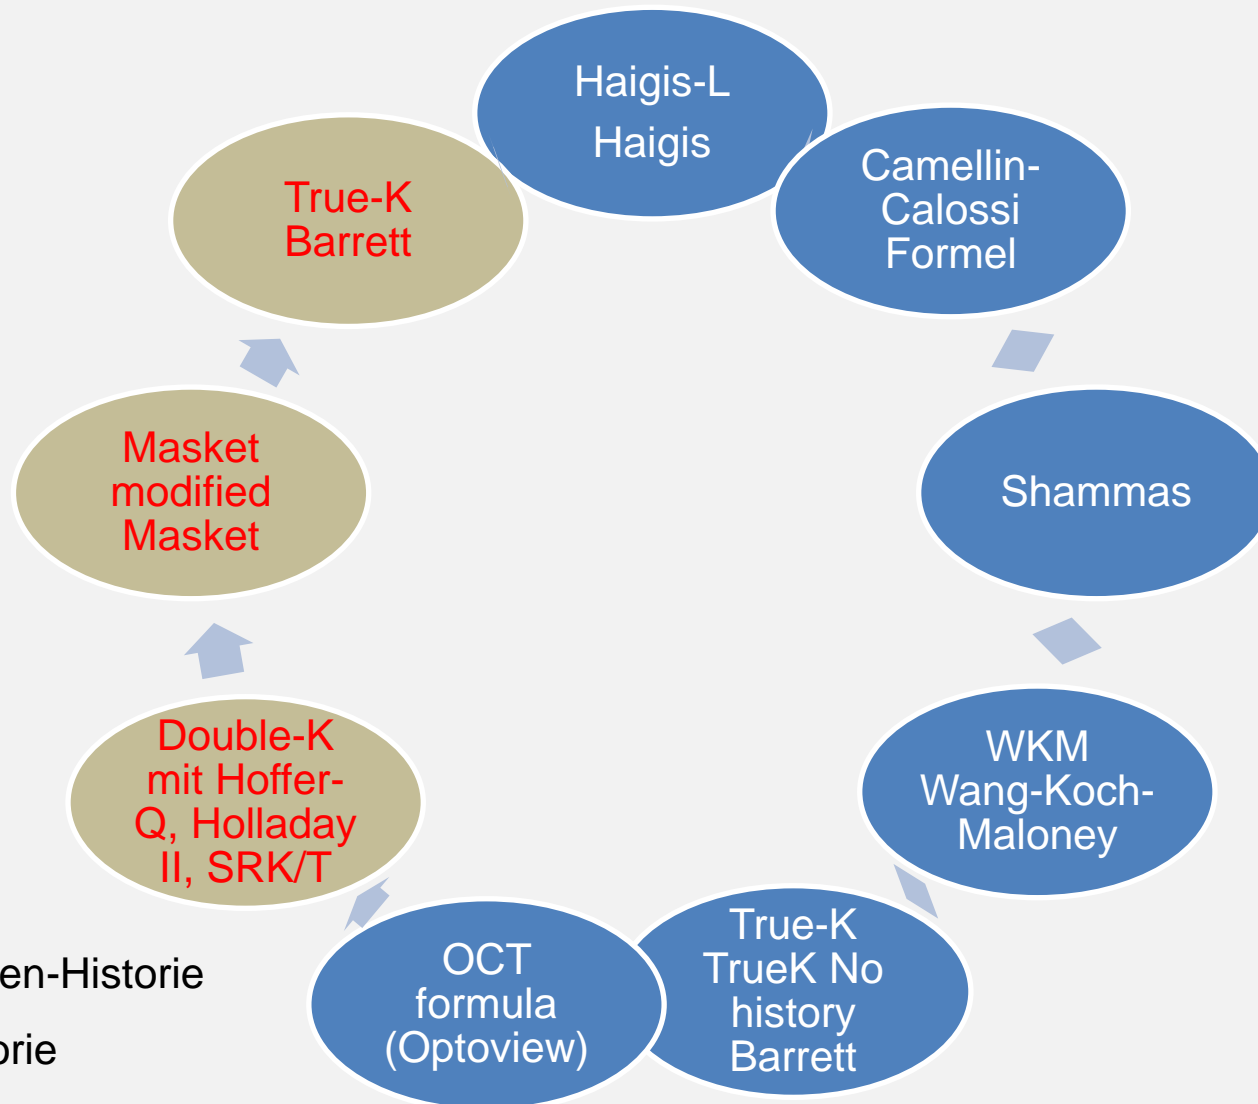 Haigis-L
Haigis
Camellin-
Calossi
Formel
Shammas
WKM
Wang-Koch-
Maloney
True-K
TrueK No
history
Barrett
OCT
formula
(Optoview)
Double-K
mit Hoffer-
Q, Holladay
II, SRK/T
Masket
modified
Masket
True-K
Barrett
en-Historie
orie